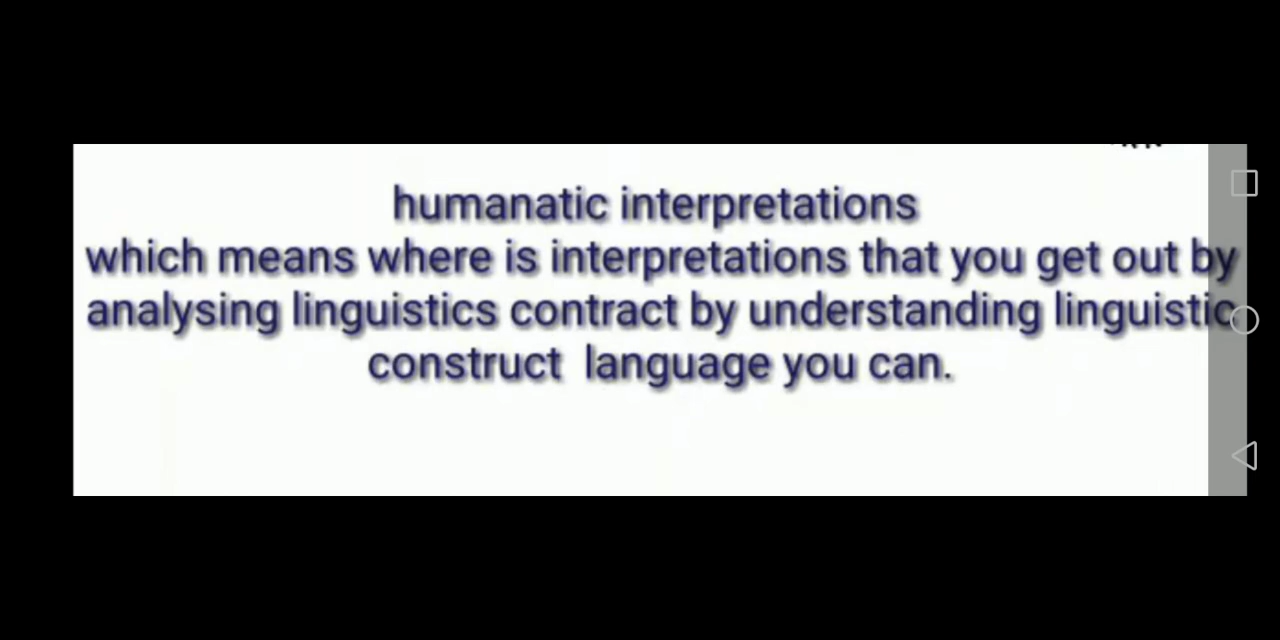 humanatic interpretations
which means where is interpretations that you get out by
analysing linguistics contract by understanding linguistic
construct language you can.